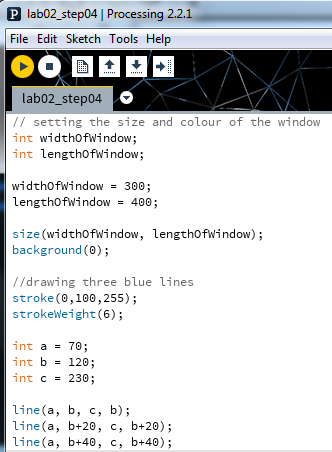 lab02_step04 | Processing 2.2.1
File Edit Sketch Tools Help
lab02_step04
// setting the size and colour of the window
int widthOfWindow;
int lengthOfWindow;
widthOfWindow = 300;
lengthOfWindow = 400;
size(widthOfWindow, lengthOfWindow);
background(0);
//drawing three blue lines
stroke(0,100,255);
strokeWeight(6);
int a = 70;
int b = 120;
int c = 230;
line(a, b, c, b);
line(a, b+20, c, b+20);
line(a, b+40, c, b+40);